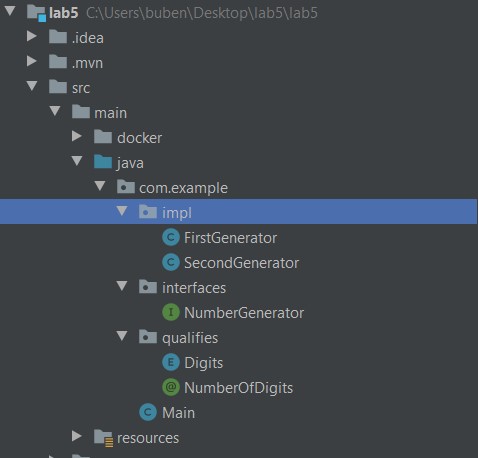 lab5 C:\Users\buben\Desktop\lab5\lab5
.idea
.mvn
src
main
docker
java
com.example
impl
C FirstGenerator
C SecondGenerator
interfaces
I NumberGenerator
qualifies
E Digits
@ NumberOfDigits
C Main
resources